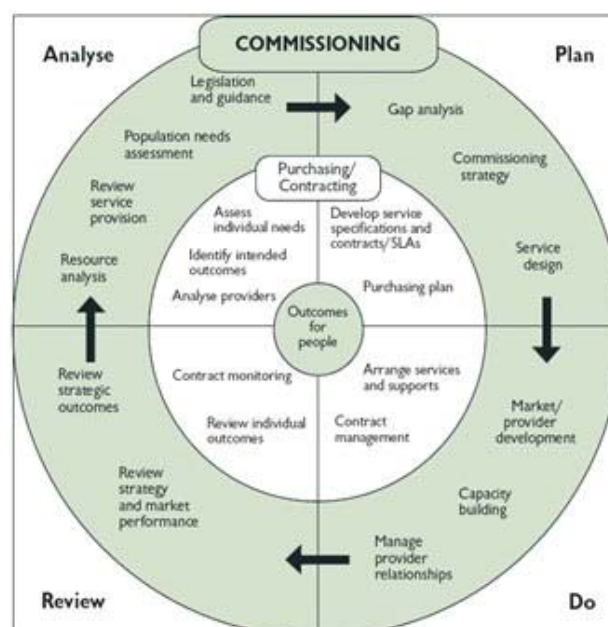 Analyse
COMMISSIONING
Plan
Legislation
and guidance
Gap analysis
Population needs
assessment
Commissioning
strategy
Review
service
provision
Purchasing/
Contracting
Assess
individual needs
Develop service
specifications and
contracts/SLAs
Identify intended
outcomes
Resource
analysis
Service
design
Analyse providers
Purchasing plan
Outcomes
for
people
Review
strategic
outcomes
Contract monitoring
Arrange services
and supports
Market/
provider
development
Review individual
outcomes
Contract
management
Review
strategy
and market
performance
Capacity
building
Manage
provider
relationships
Review
Do